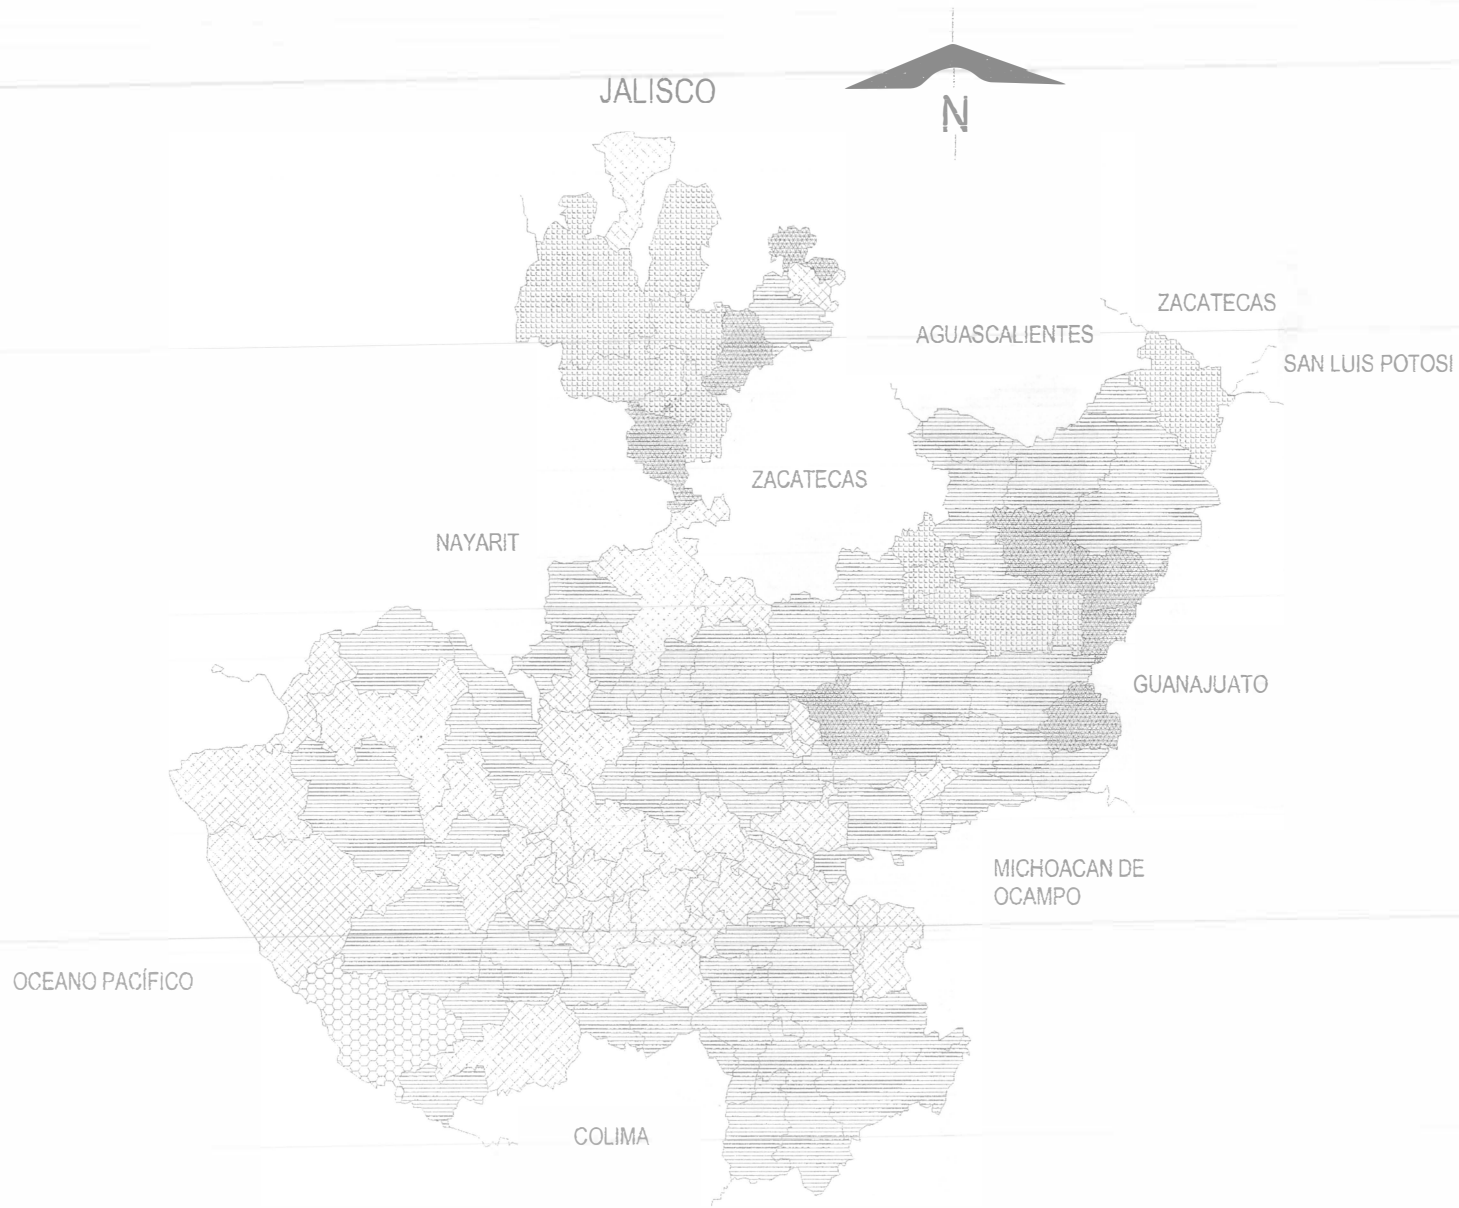 JALISCO
N
ZACATECAS
AGUASCALIENTES
SAN LUIS POTOSI
ZACATECAS
NAYARIT
GUANAJUATO
MICHOACAN DE
OCAMPO
OCEANO PACÍFICO
COLIMA